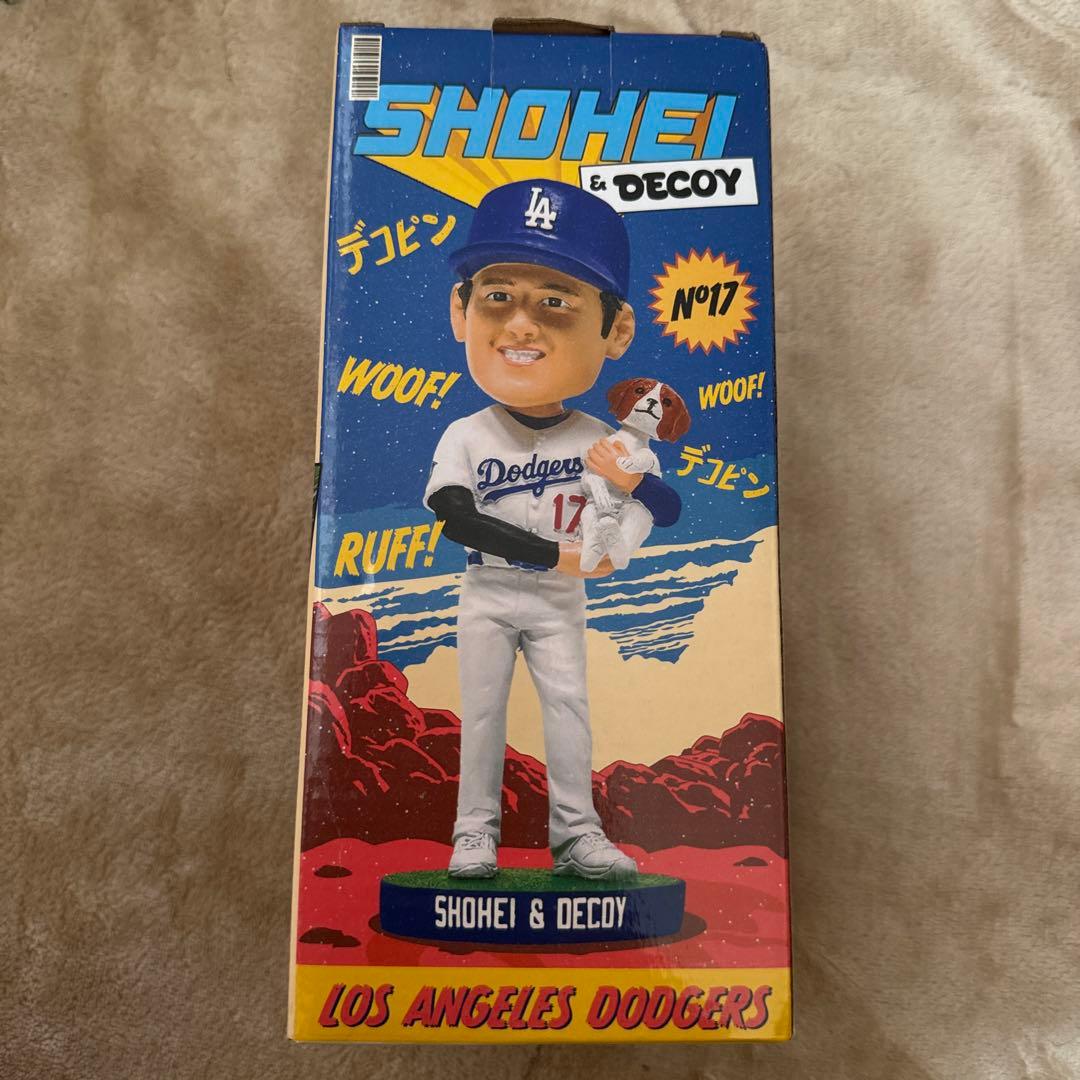 SHOHEI
& DECOY
LA
デコピン
Nº17
WOOF!
WOOF!
Dodgers
17
デコピン
RUFF!
SHOHEI & DECOY
LOS ANGELES DODGERS